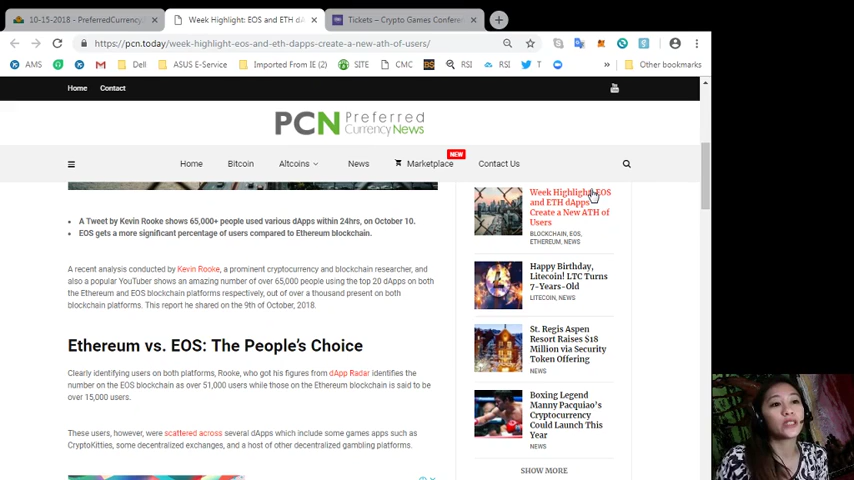 10-15-2018 - PreferredCurrency
Week Highlight: EOS and ETH dA
Tickets – Crypto Games Conferen
https://pcn.today/week-highlight-eos-and-eth-dapps-create-a-new-ath-of-users/
AMS
Dell
ASUS E-Service
Imported From IE (2)
SITE
CMC
BS
RSI
RSI
T
»
Other bookmarks
Home
Contact
PCN Preferred
Currency News
NEW
Home
Bitcoin
Altcoins
News
Marketplace
Contact Us
• A Tweet by Kevin Rooke shows 65,000+ people used various dApps within 24hrs, on October 10.
• EOS gets a more significant percentage of users compared to Ethereum blockchain.
A recent analysis conducted by Kevin Rooke, a prominent cryptocurrency and blockchain researcher, and
also a popular YouTuber shows an amazing number of over 65,000 people using the top 20 dApps on both
the Ethereum and EOS blockchain platforms respectively, out of over a thousand present on both
blockchain platforms. This report he shared on the 9th of October, 2018.
Ethereum vs. EOS: The People's Choice
Clearly identifying users on both platforms, Rooke, who got his figures from dApp Radar identifies the
number on the EOS blockchain as over 51,000 users while those on the Ethereum blockchain is said to be
over 15,000 users.
These users, however, were scattered across several dApps which include some games apps such as
CryptoKitties, some decentralized exchanges, and a host of other decentralized gambling platforms.
Week Highlight: EOS
and ETH dApps
Create a New ATH of
Users
BLOCKCHAIN, EOS,
ETHEREUM, NEWS
Happy Birthday,
Litecoin! LTC Turns
7-Years-Old
LITECOIN, NEWS
St. Regis Aspen
Resort Raises $18
Million via Security
Token Offering
NEWS
Boxing Legend
Manny Pacquiao's
Cryptocurrency
Could Launch This
Year
NEWS
SHOW MORE